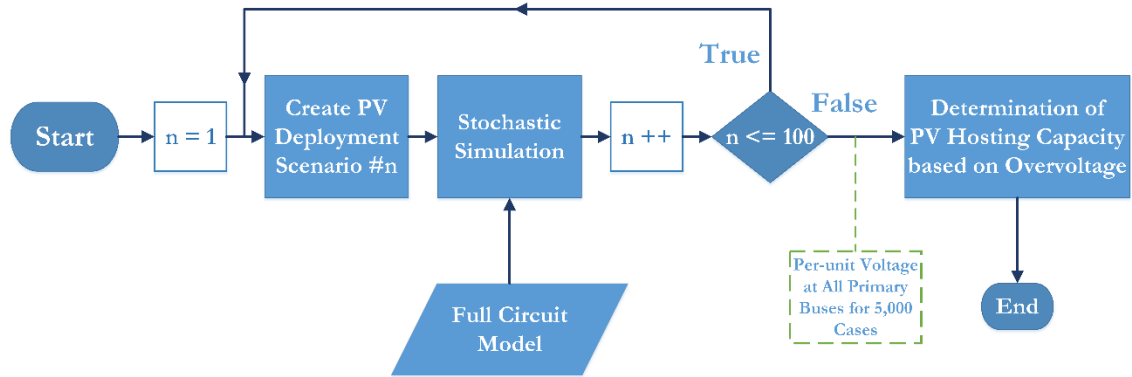 True
False
Start
n = 1
Create PV
Deployment
Scenario #n
Stochastic
Simulation
n ++
n <= 100
Determination of
PV Hosting Capacity
based on Overvoltage
Per-unit Voltage
at All Primary
Buses for 5,000
Cases
Full Circuit
Model
End